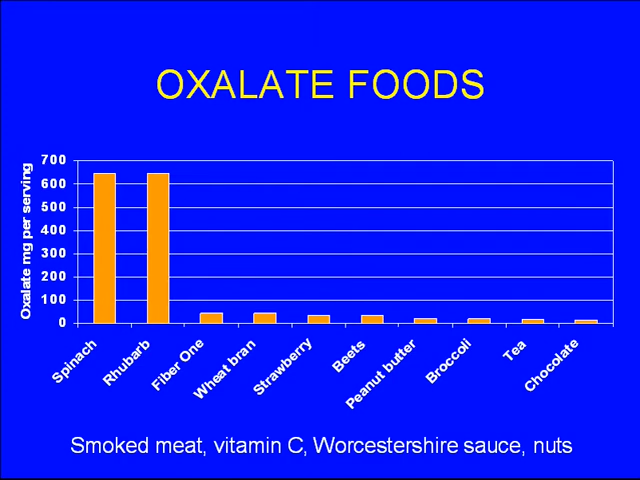 OXALATE FOODS
Oxalate mg per serving
700
600
500
400
300
200
100
0
Spinach
Rhubarb
Fiber One
Wheat bran
Strawberry
Beets
Peanut butter
Broccoli
Tea
Chocolate
Smoked meat, vitamin C, Worcestershire sauce, nuts